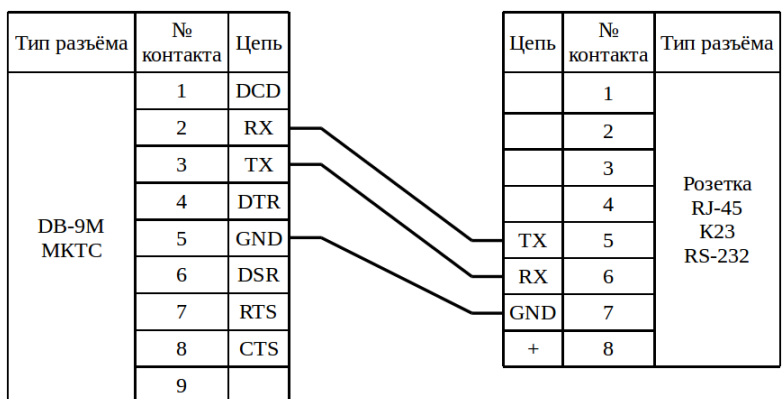 Тип разъёма № контакта Цепь
DB-9M МКТС
1 DCD
2 RX
3 TX
4 DTR
5 GND
6 DSR
7 RTS
8 CTS
9
Цепь № контакта Тип разъёма
1
2
3
4
TX 5
RX 6
GND 7
+ 8
Розетка
RJ-45
К23
RS-232